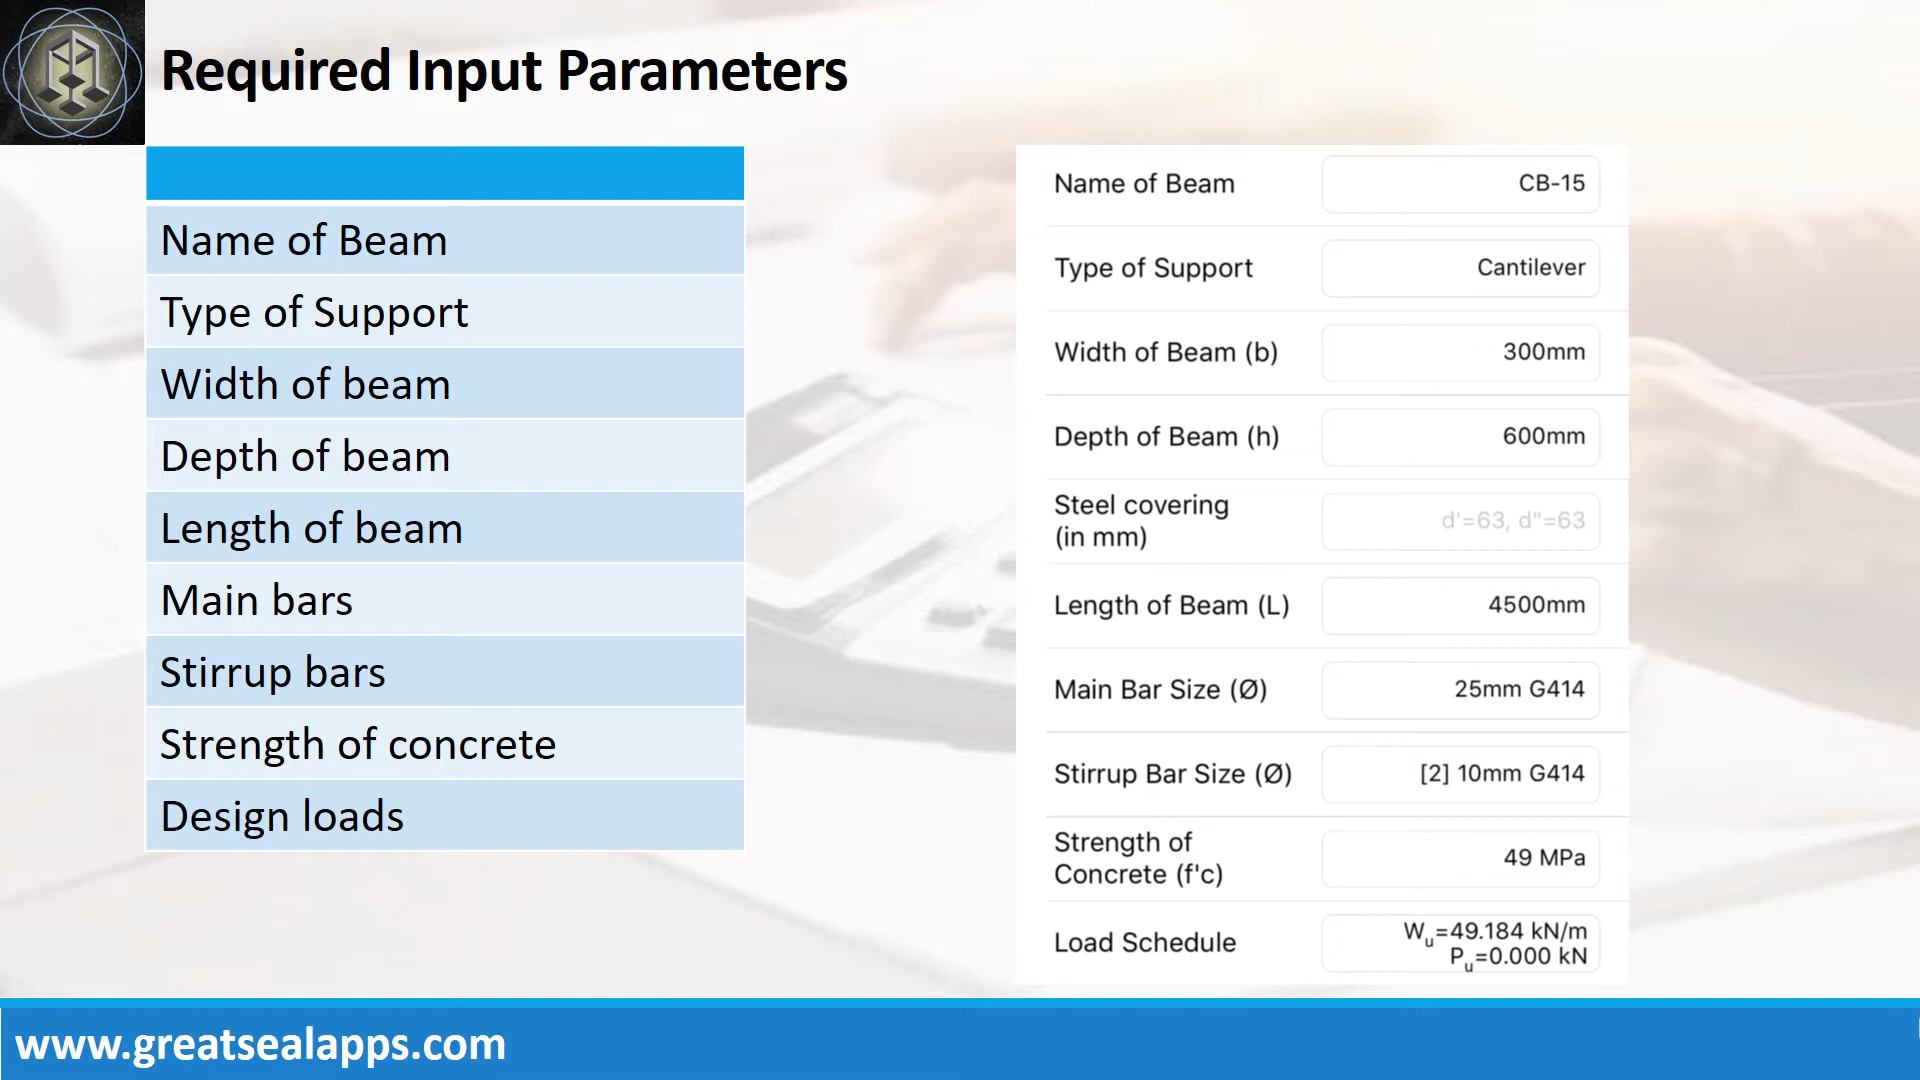 Required Input Parameters
Name of Beam
Type of Support
Width of beam
Depth of beam
Length of beam
Main bars
Stirrup bars
Strength of concrete
Design loads
Name of Beam CB-15
Type of Support Cantilever
Width of Beam (b) 300mm
Depth of Beam (h) 600mm
Steel covering
(in mm) d'=63, d"=63
Length of Beam (L) 4500mm
Main Bar Size (Ø) 25mm G414
Stirrup Bar Size (Ø) [2] 10mm G414
Strength of
Concrete (f'c) 49 MPa
Load Schedule Wu=49.184 kN/m
Pu=0.000 kN
www.greatsealapps.com